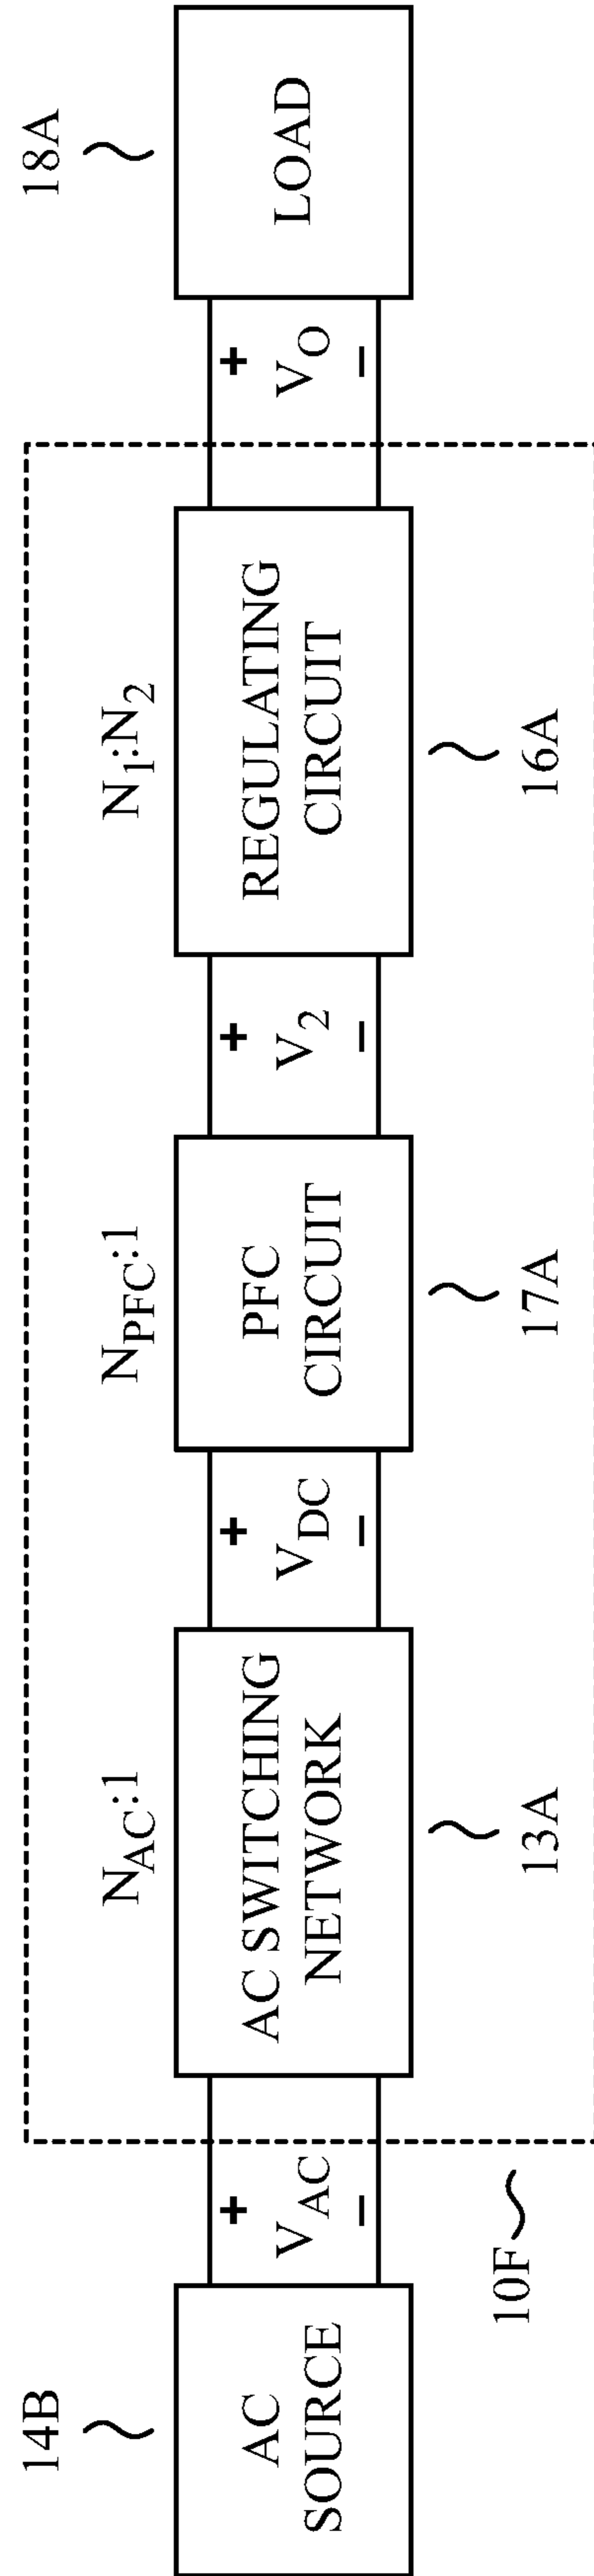 14B
AC
SOURCE
10F
+
V_AC
–
N_AC:1
AC SWITCHING
NETWORK
13A
+
V_DC
–
N_PFC:1
PFC
CIRCUIT
17A
+
V_2
–
N_1:N_2
REGULATING
CIRCUIT
16A
+
V_O
–
18A
LOAD